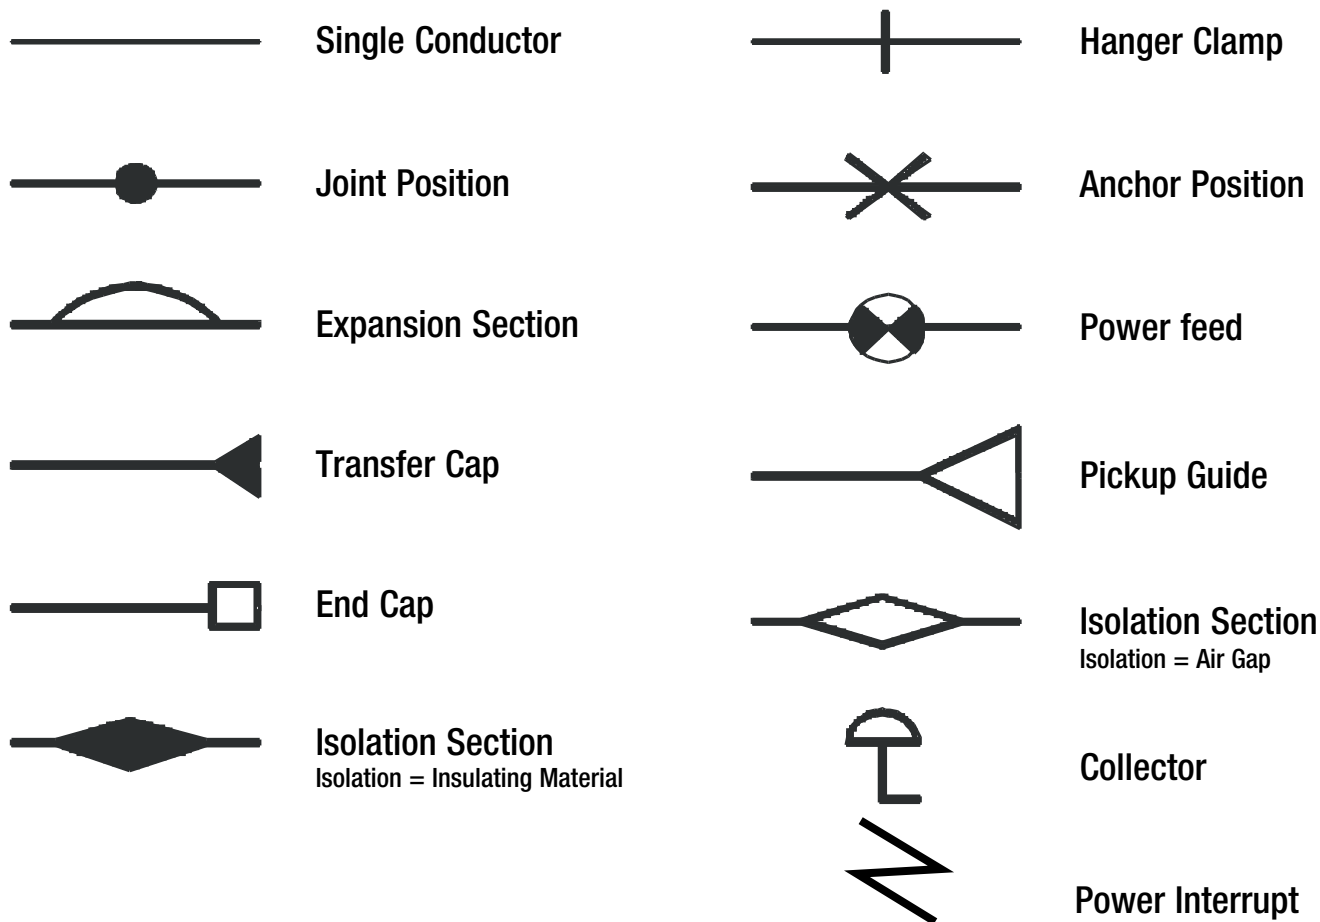 Single Conductor
Hanger Clamp
Joint Position
Anchor Position
Expansion Section
Power feed
Transfer Cap
Pickup Guide
End Cap
Isolation Section
Isolation = Air Gap
Isolation Section
Isolation = Insulating Material
Collector
Power Interrupt